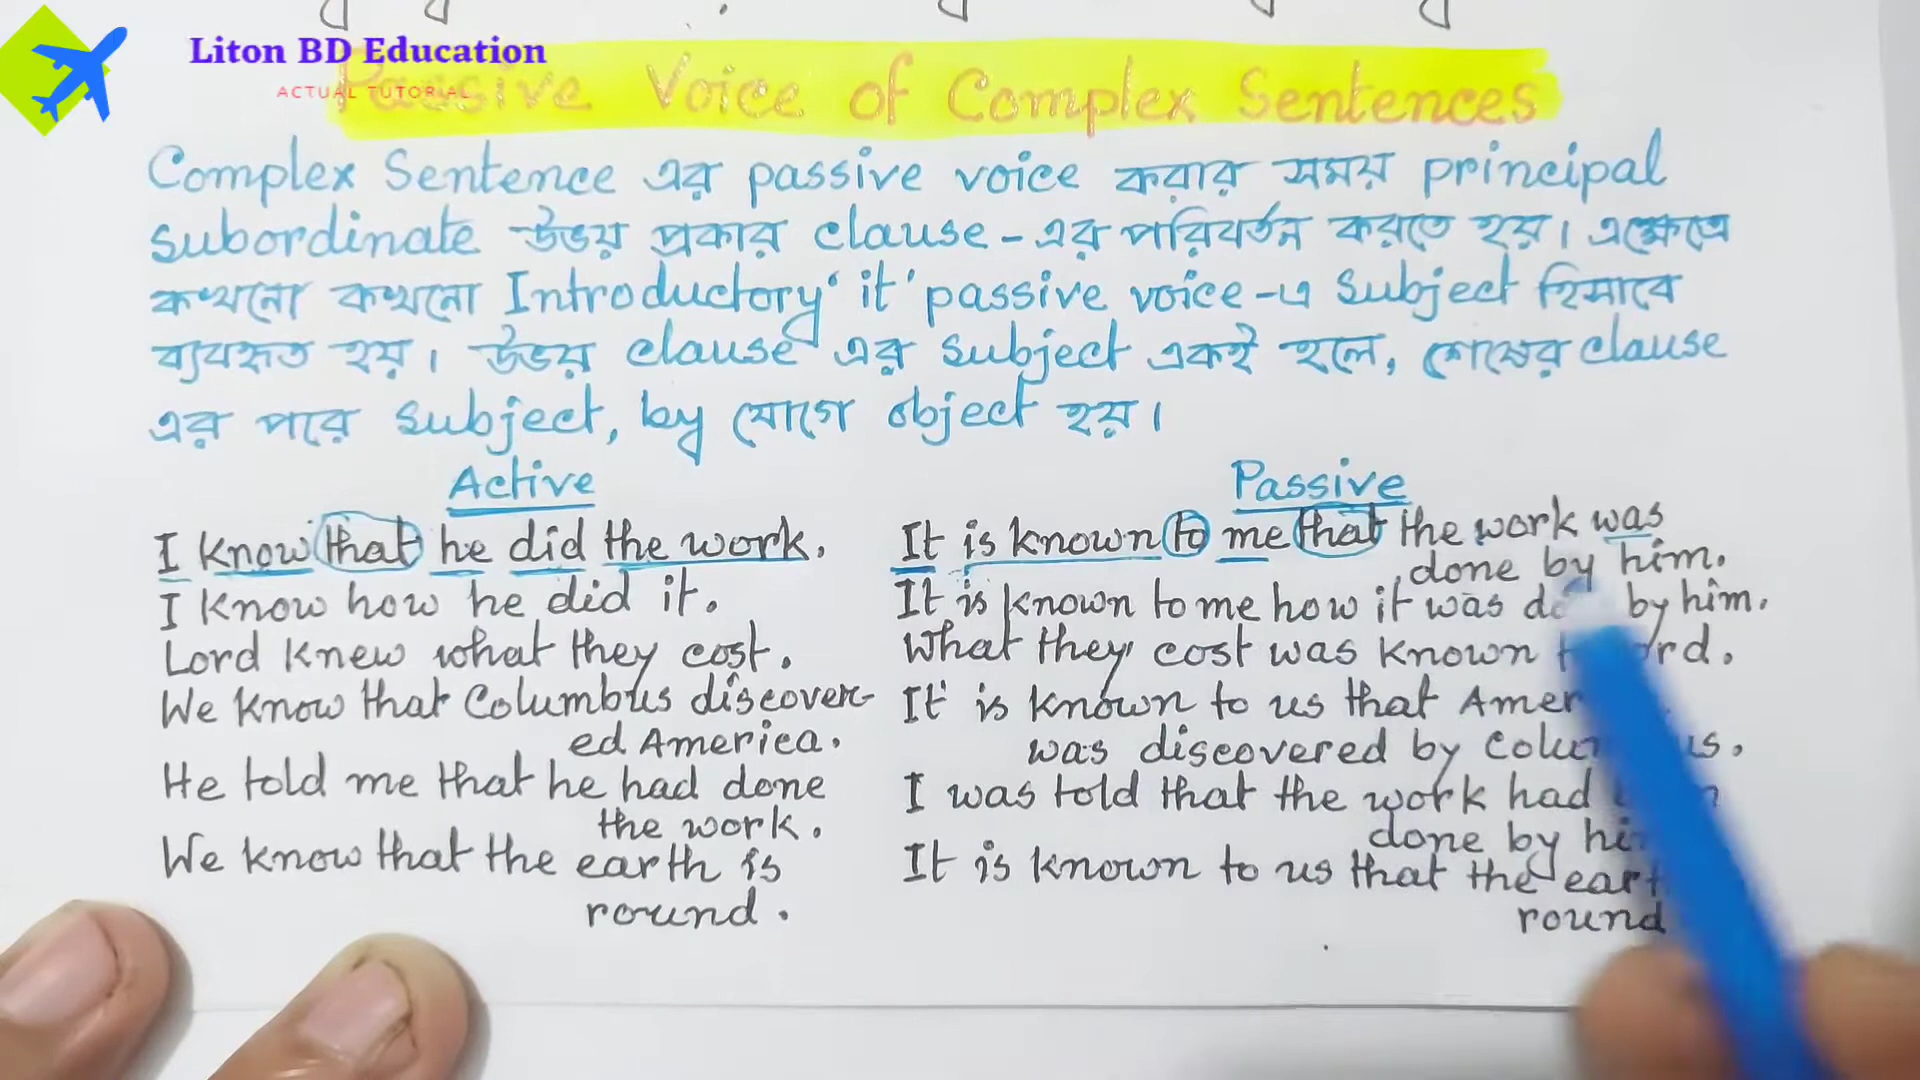 Liton BD Education
ACTUAL TUTORIAL
Passive Voice of Complex Sentences
Complex Sentence এর passive voice করার সময় principal
subordinate উভয় প্রকার clause-এর পরিবর্তন করতে হয়। এক্ষেত্রে
কখনো কখনো Introductory 'it' passive voice-এ subject হিসাবে
ব্যবহৃত হয়। উভয় clause এর subject একই হলে, শেষের clause
এর পরে subject, by যোগে object হয়।
Active
Passive
I know that he did the work.
It is known to me that the work was
done by him.
I know how he did it.
It is known to me how it was by him.
Lord knew what they cost.
What they cost was known
We know that Columbus discover-
ed America.
It is known to us that
was discovered by
He told me that he had done
the work.
I was told that the work had
done by
We know that the earth is
round.
It is known to us that the
round